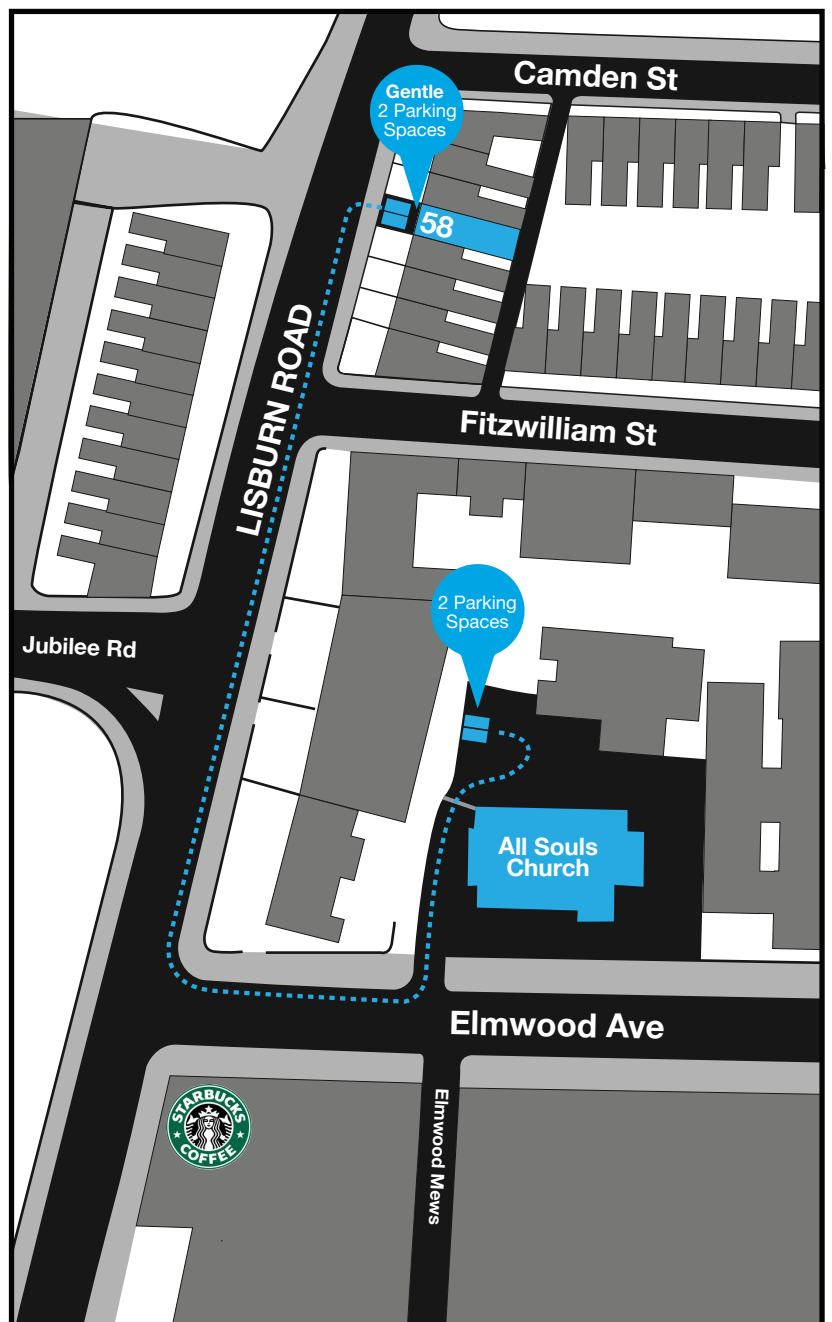 Camden St
Gentle
2 Parking
Spaces
58
LISBURN ROAD
Fitzwilliam St
2 Parking
Spaces
Jubilee Rd
All Souls
Church
Elmwood Ave
STARBUCKS
COFFEE
Elmwood Mews